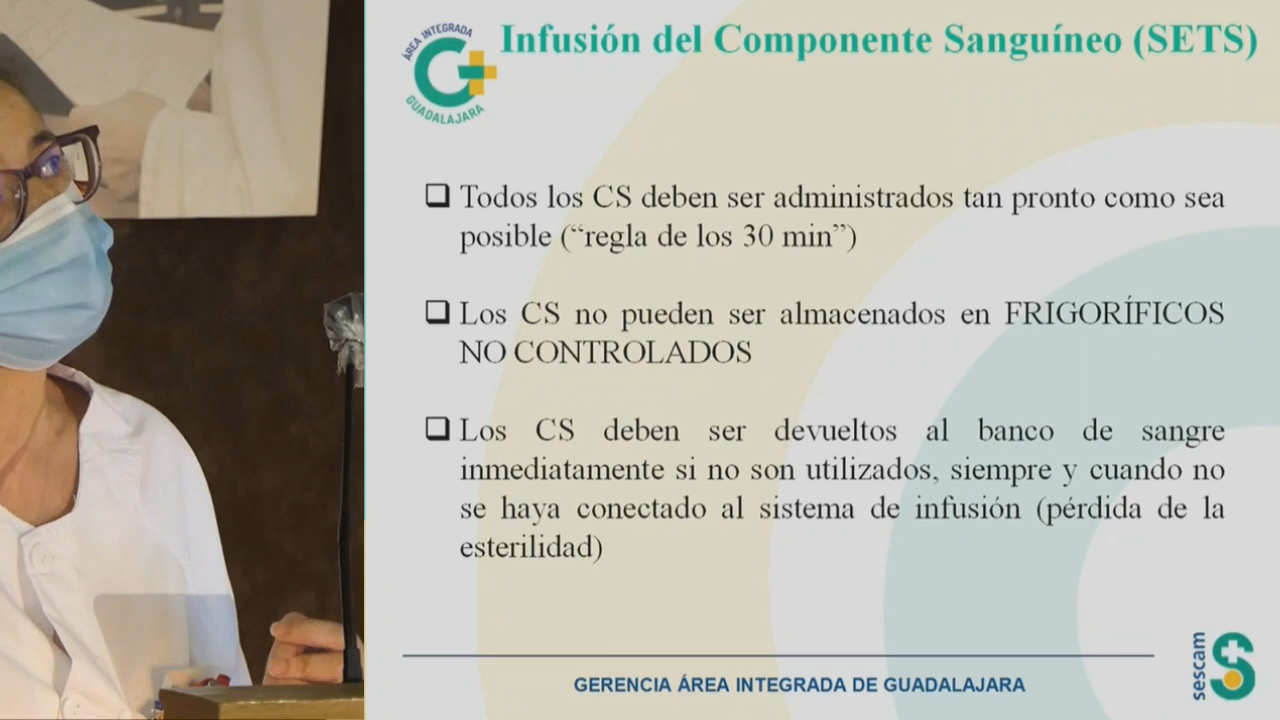 ÁREA INTEGRADA
GUADALAJARA
Infusión del Componente Sanguíneo (SETS)
❑ Todos los CS deben ser administrados tan pronto como sea
posible (“regla de los 30 min”)
❑ Los CS no pueden ser almacenados en FRIGORÍFICOS
NO CONTROLADOS
❑ Los CS deben ser devueltos al banco de sangre
inmediatamente si no son utilizados, siempre y cuando no
se haya conectado al sistema de infusión (pérdida de la
esterilidad)
GERENCIA ÁREA INTEGRADA DE GUADALAJARA
sescam